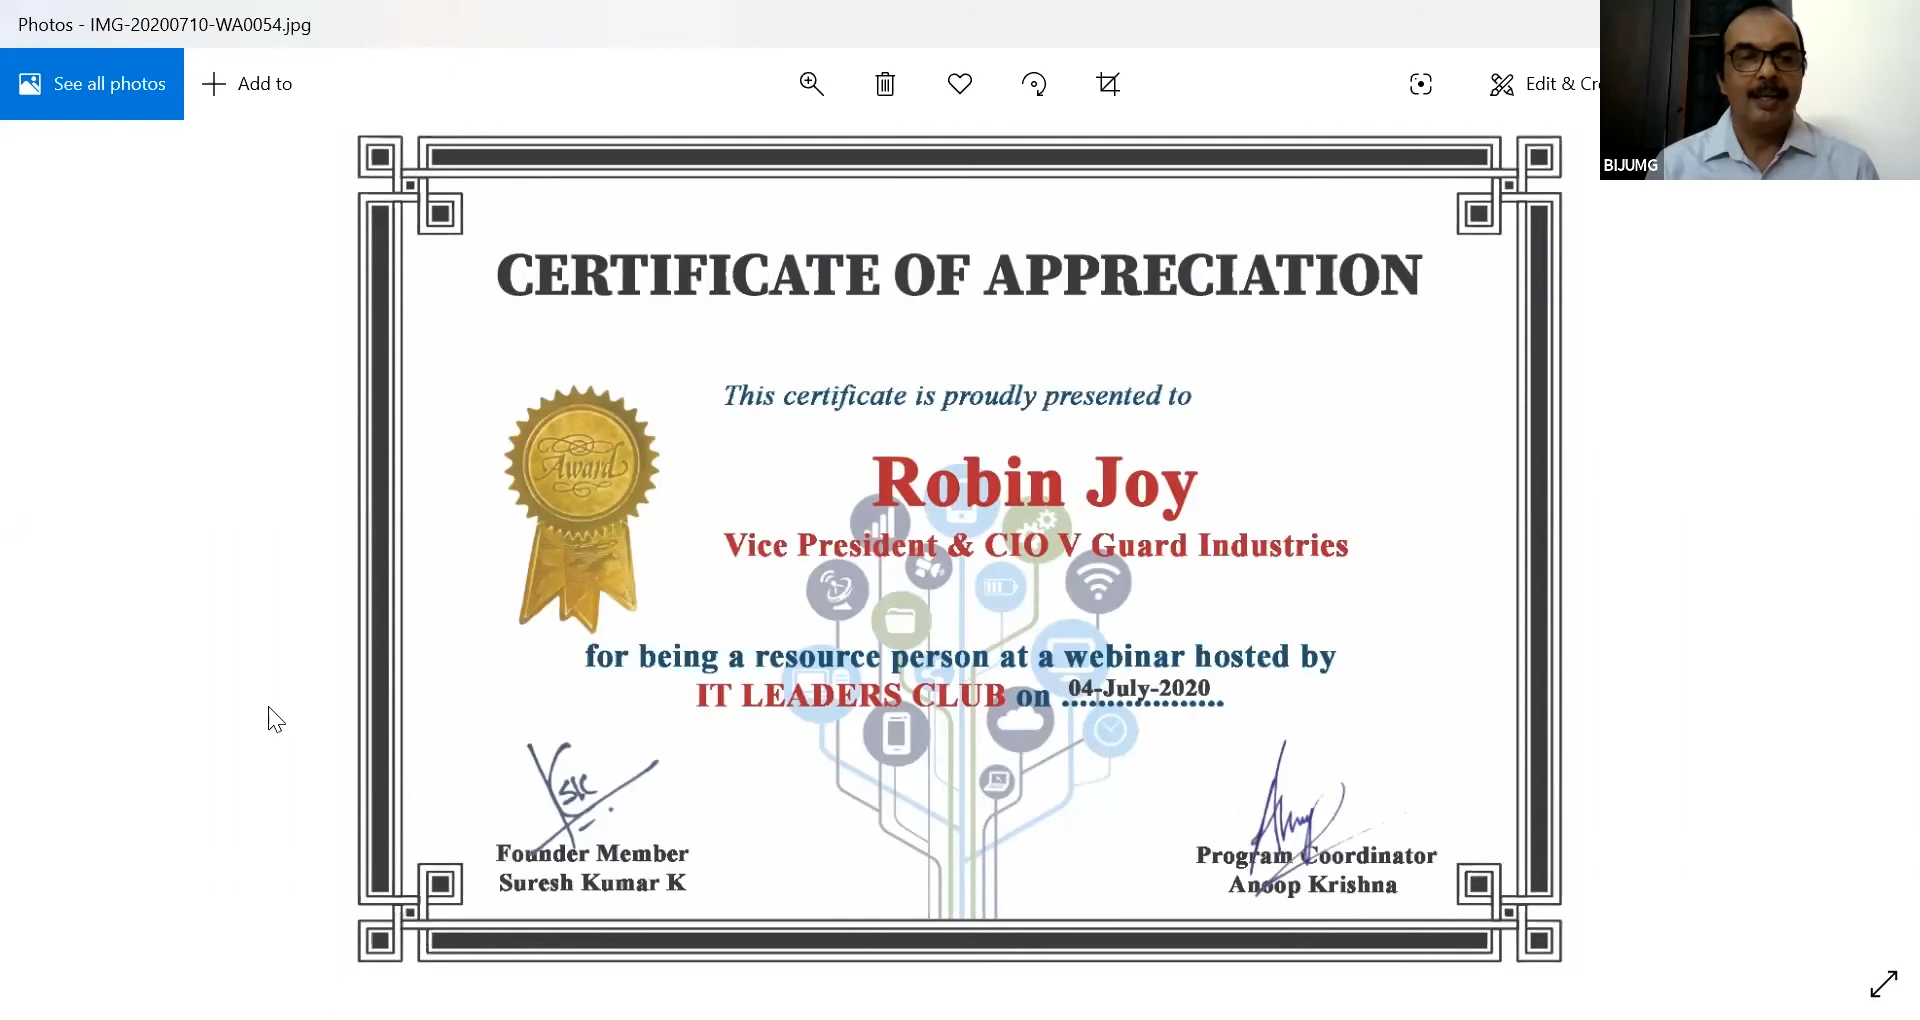 Photos - IMG-20200710-WA0054.jpg
See all photos
Add to
Edit & Cr
BIJUMG
CERTIFICATE OF APPRECIATION
This certificate is proudly presented to
Award
Robin Joy
Vice President & CIO V Guard Industries
for being a resource person at a webinar hosted by
IT LEADERS CLUB on 04-July-2020
Founder Member
Suresh Kumar K
Program Coordinator
Anoop Krishna